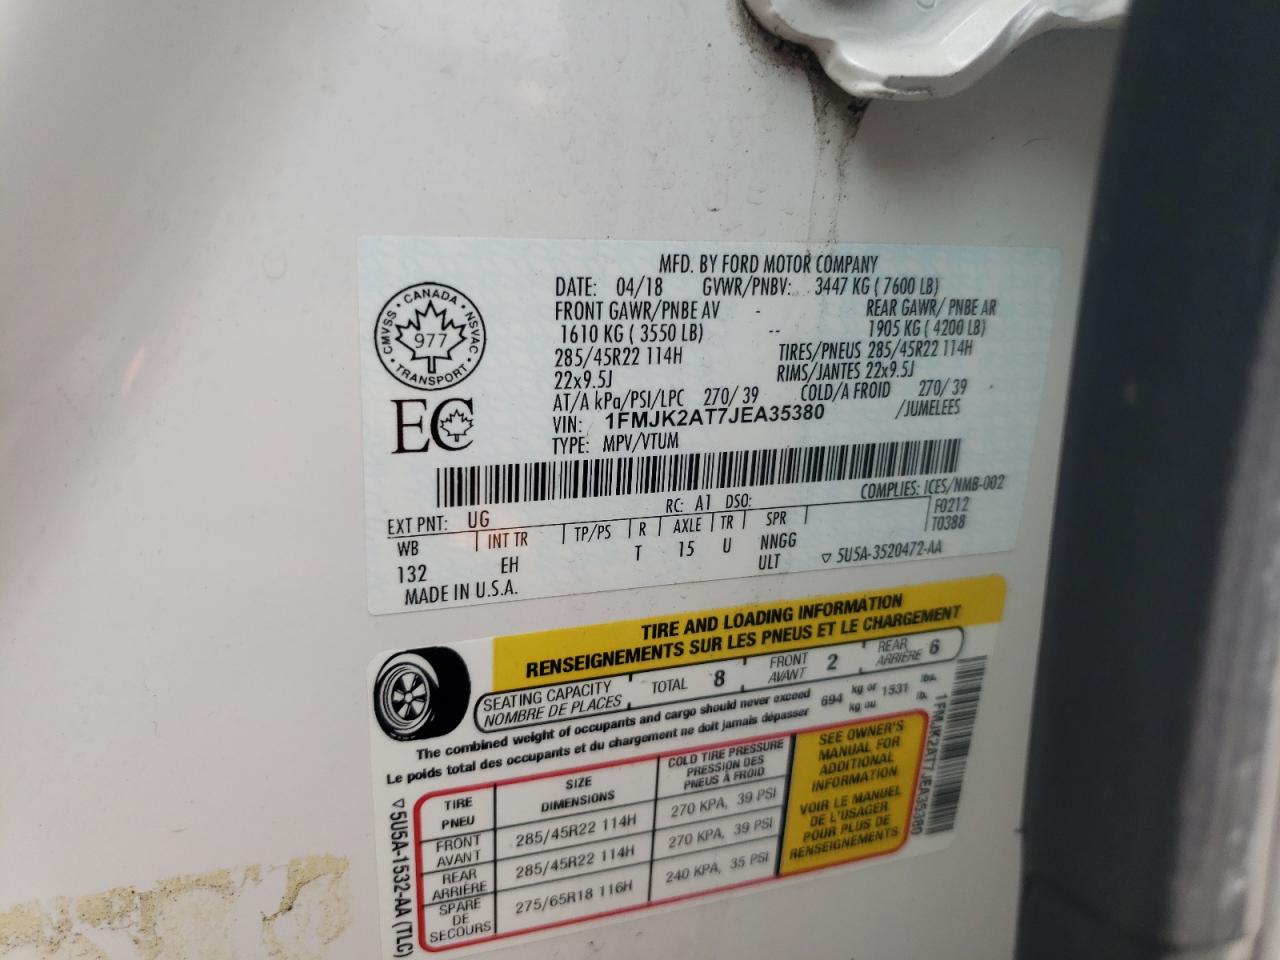 MFD. BY FORD MOTOR COMPANY
DATE: 04/18 GVWR/PNBV: 3447 KG ( 7600 LB)
FRONT GAWR/PNBE AV - REAR GAWR/ PNBE AR
1610 KG ( 3550 LB) -- 1905 KG ( 4200 LB)
285/45R22 114H TIRES/PNEUS 285/45R22 114H
22x9.5J RIMS/JANTES 22x9.5J
AT/A kPa/PSI/LPC 270/ 39 COLD/A FROID 270/ 39
VIN: 1FMJK2AT7JEA35380 /JUMELEES
TYPE: MPV/VTUM
CMVSS • CANADA • NSVAC • TRANSPORT •
977
EC
COMPLIES: ICES/NMB-002
EXT PNT: UG RC: A1 DSO: F0212
WB INT TR TP/PS R AXLE TR SPR T0388
132 EH T 15 U NNGG
ULT ▽ 5U5A-3520472-AA
MADE IN U.S.A.
TIRE AND LOADING INFORMATION
RENSEIGNEMENTS SUR LES PNEUS ET LE CHARGEMENT
SEATING CAPACITY TOTAL 8 FRONT 2 REAR 6
NOMBRE DE PLACES AVANT ARRIÈRE
The combined weight of occupants and cargo should never exceed 694 kg or 1531 lbs.
Le poids total des occupants et du chargement ne doit jamais dépasser kg ou lb.
TIRE SIZE COLD TIRE PRESSURE
PNEU DIMENSIONS PRESSION DES
PNEUS À FROID
FRONT 285/45R22 114H 270 KPA, 39 PSI
AVANT
REAR 285/45R22 114H 270 KPA, 39 PSI
ARRIÈRE
SPARE 275/65R18 116H 240 KPA, 35 PSI
DE
SECOURS
SEE OWNER'S
MANUAL FOR
ADDITIONAL
INFORMATION
VOIR LE MANUEL
DE L'USAGER
POUR PLUS DE
RENSEIGNEMENTS
▽5U5A-1532-AA (TLC)
1FMJK2AT7JEA35380